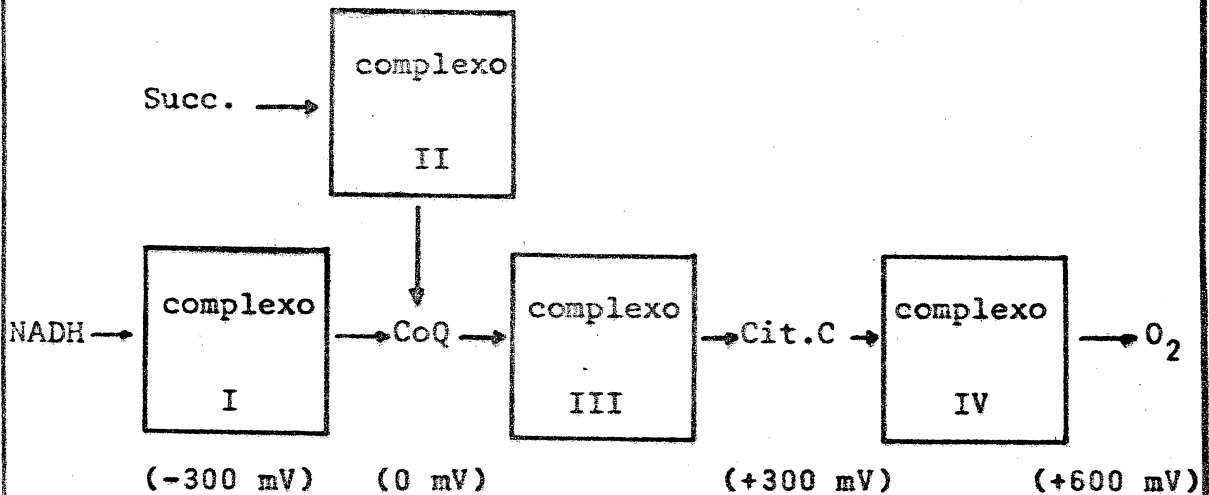 complexo
Succ.
II
complexo
complexo
complexo
NADH
CoQ
Cit.C
O₂
I
III
IV
(-300 mV) (0 mV) (+300 mV) (+600 mV)